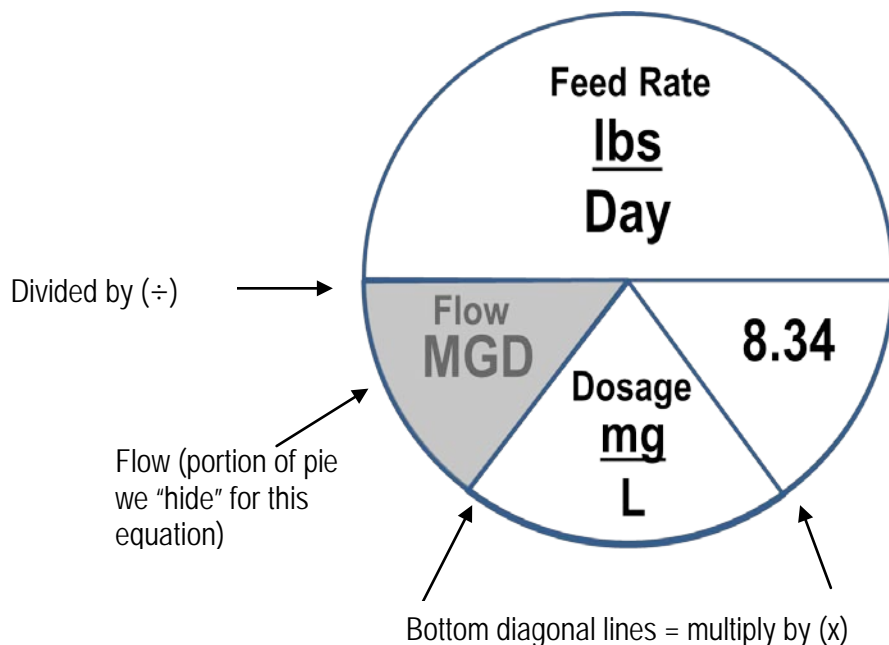 Feed Rate
lbs
Day
Divided by (÷)
Flow
MGD
8.34
Dosage
mg
L
Flow (portion of pie
we “hide” for this
equation)
Bottom diagonal lines = multiply by (x)